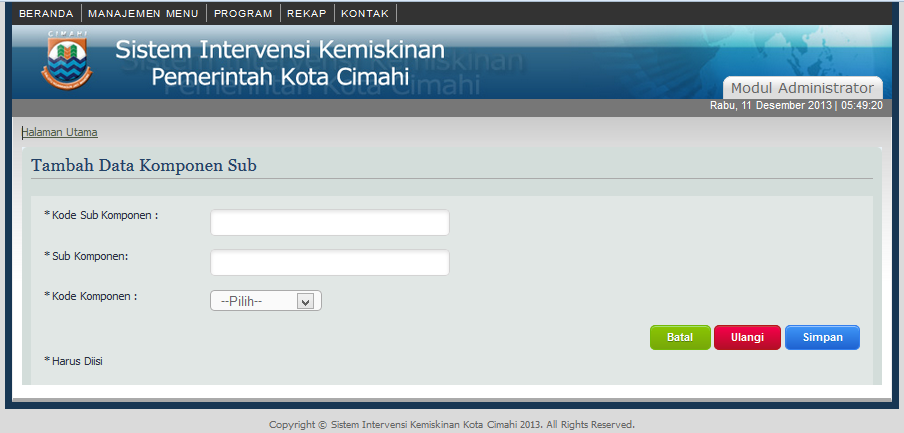 BERANDA MANAJEMEN MENU PROGRAM REKAP KONTAK
CIMAHI
Sistem Intervensi Kemiskinan
Pemerintah Kota Cimahi
Modul Administrator
Rabu, 11 Desember 2013 | 05:49:20
Halaman Utama
Tambah Data Komponen Sub
* Kode Sub Komponen :
* Sub Komponen:
* Kode Komponen :
--Pilih--
Batal Ulangi Simpan
* Harus Diisi
Copyright © Sistem Intervensi Kemiskinan Kota Cimahi 2013. All Rights Reserved.